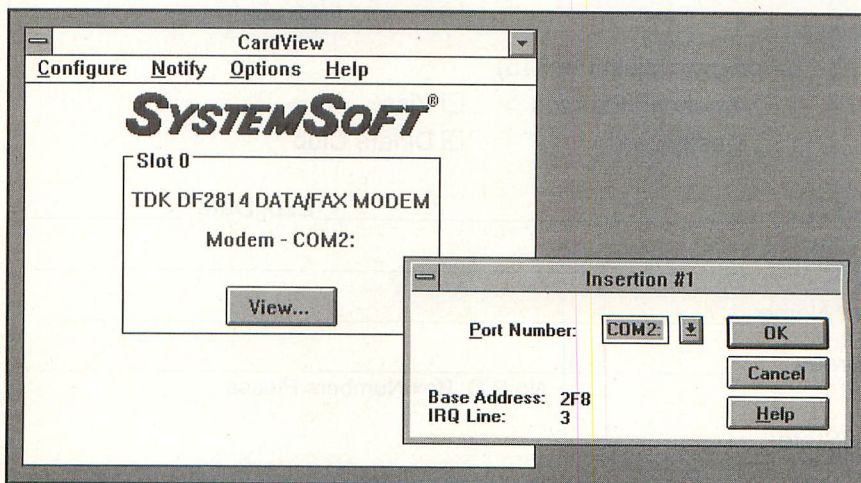 CardView
Configure Notify Options Help
SYSTEMSOFT®
Slot 0
TDK DF2814 DATA/FAX MODEM
Modem - COM2:
View...
Insertion #1
Port Number: COM2:
OK
Cancel
Base Address: 2F8
IRQ Line: 3
Help